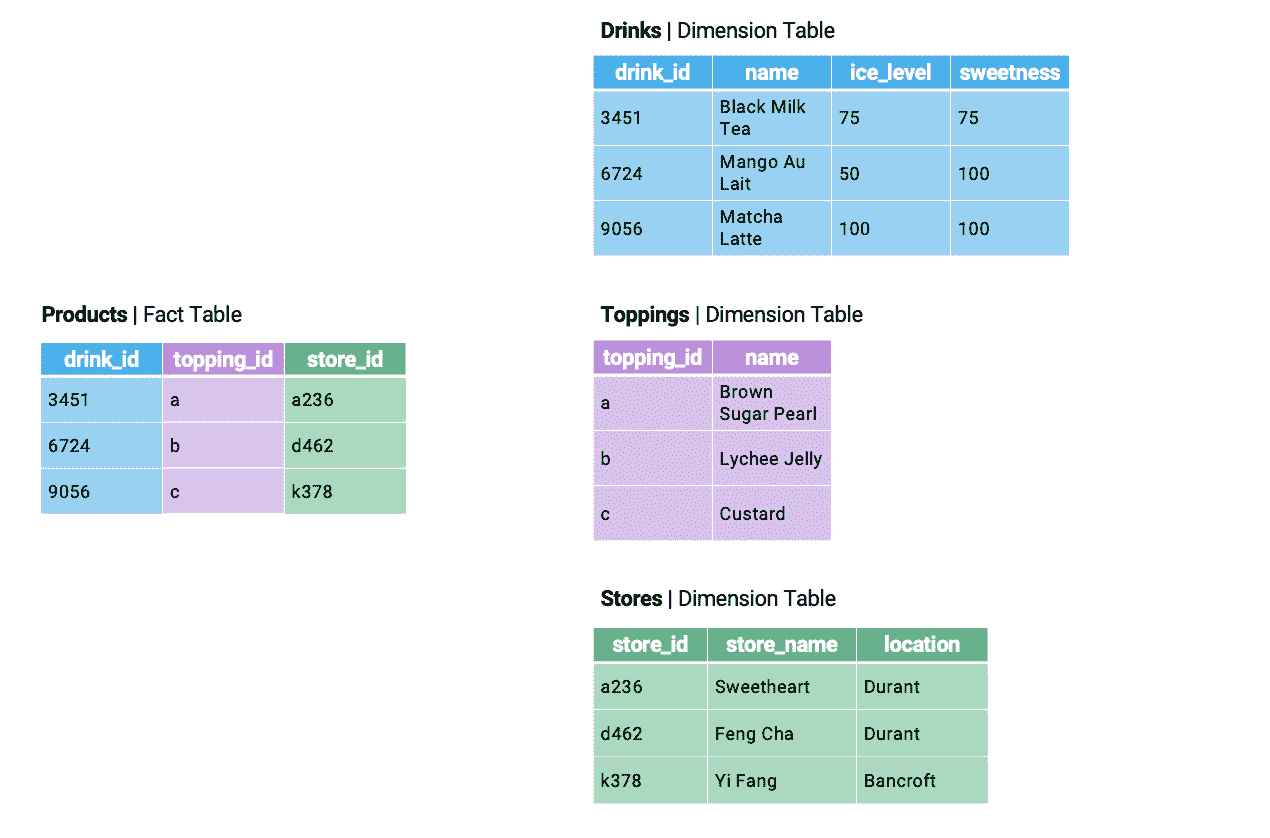 Drinks | Dimension Table
drink_id name ice_level sweetness
3451 Black Milk Tea 75 75
6724 Mango Au Lait 50 100
9056 Matcha Latte 100 100
Products | Fact Table
drink_id topping_id store_id
3451 a a236
6724 b d462
9056 c k378
Toppings | Dimension Table
topping_id name
a Brown Sugar Pearl
b Lychee Jelly
c Custard
Stores | Dimension Table
store_id store_name location
a236 Sweetheart Durant
d462 Feng Cha Durant
k378 Yi Fang Bancroft